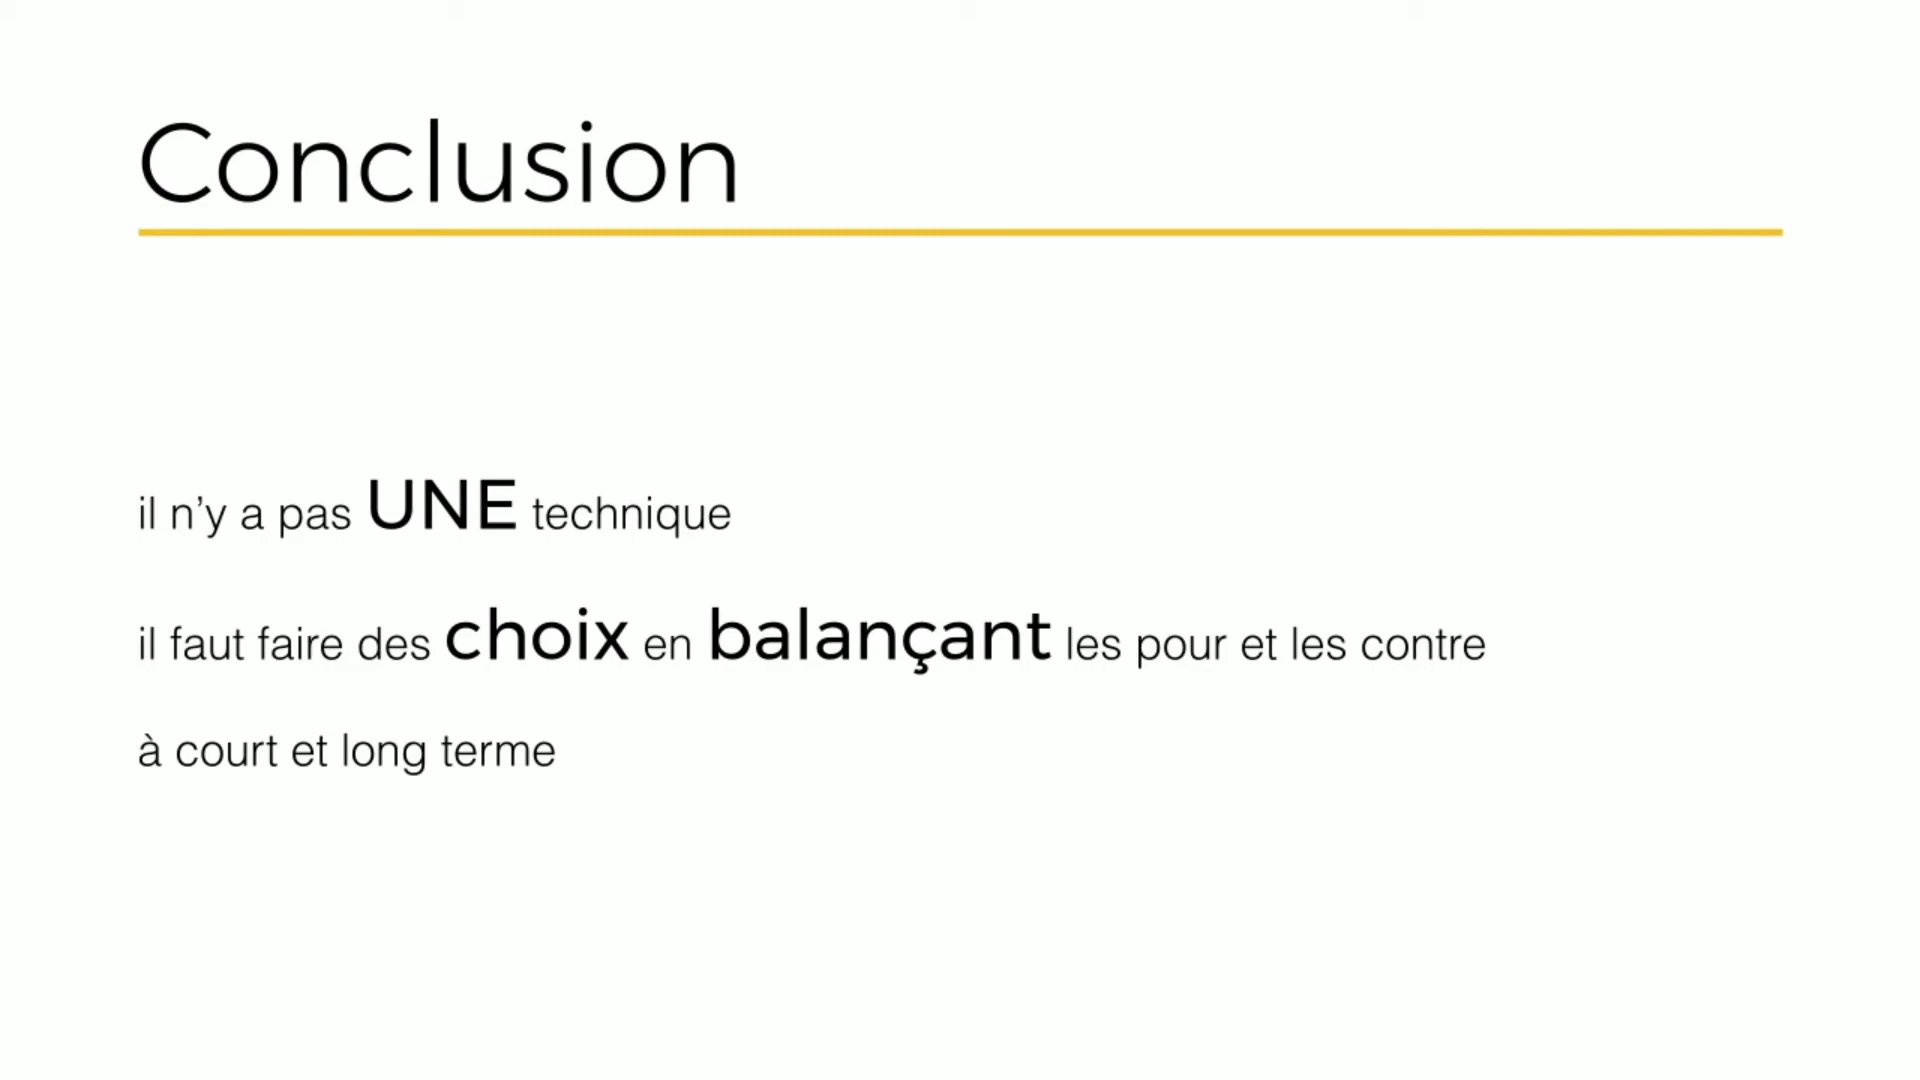 Conclusion
il n’y a pas UNE technique
il faut faire des choix en balançant les pour et les contre
à court et long terme